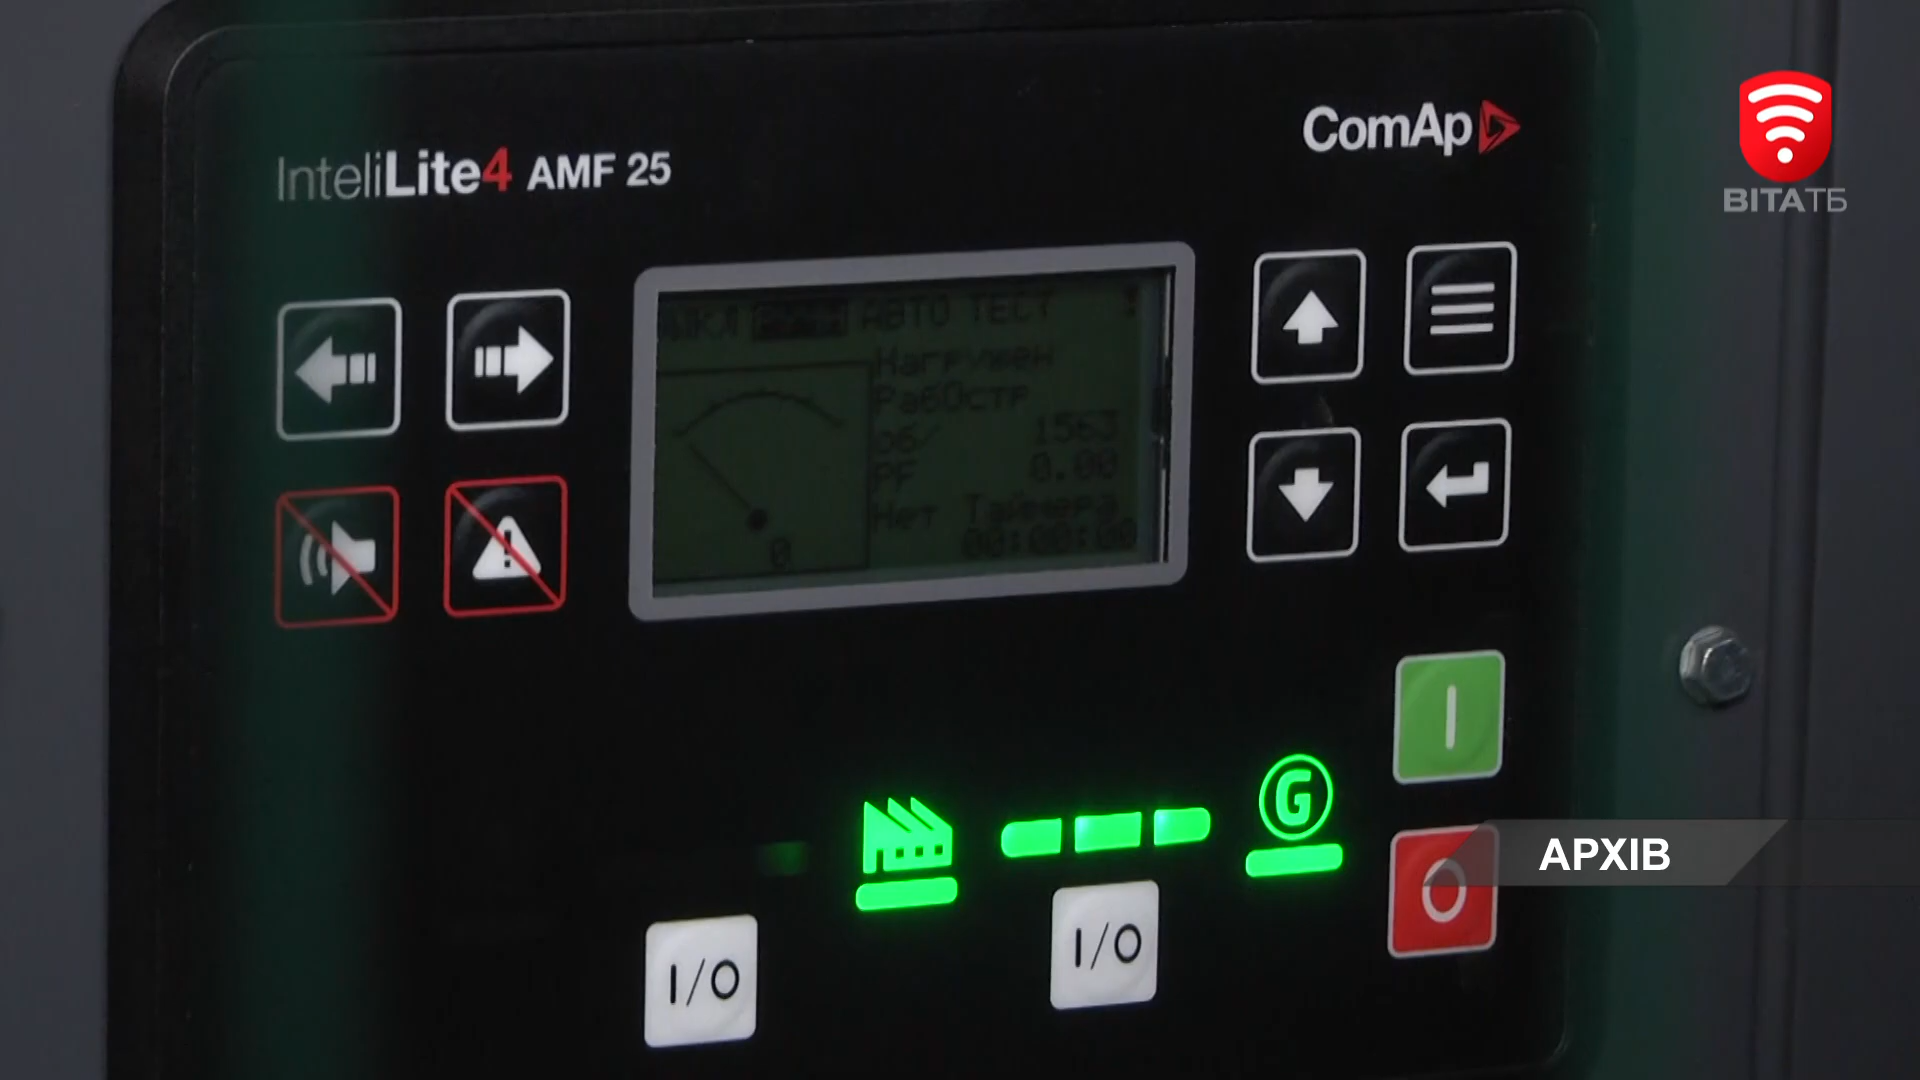 InteliLite4 AMF 25
ComAp
ВІТАТБ
АВТО ТЕСТ
Нагружен
РабОстр
об/ 1563
PF 0.00
Нет Таймера
00:00:00
0
G
I/O
I/O
АРХІВ